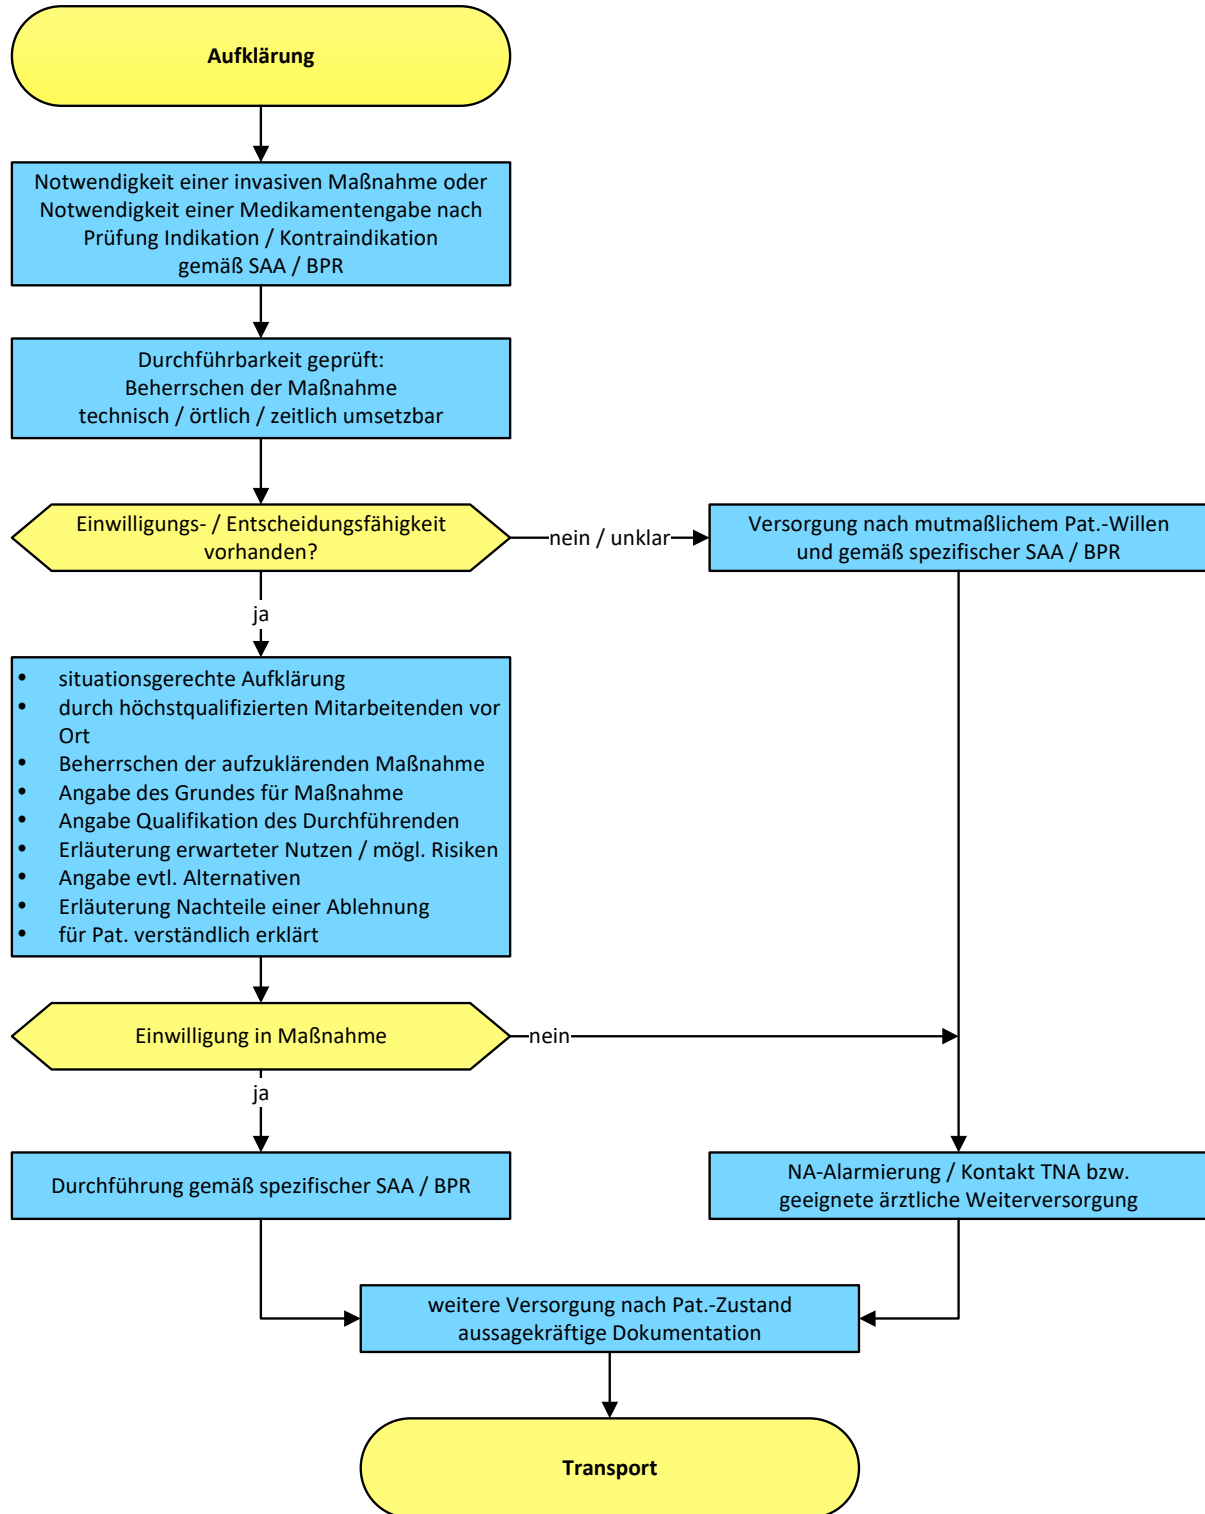 Aufklärung
Notwendigkeit einer invasiven Maßnahme oder
Notwendigkeit einer Medikamentengabe nach
Prüfung Indikation / Kontraindikation
gemäß SAA / BPR
Durchführbarkeit geprüft:
Beherrschen der Maßnahme
technisch / örtlich / zeitlich umsetzbar
Einwilligungs- / Entscheidungsfähigkeit
vorhanden?
nein / unklar
Versorgung nach mutmaßlichem Pat.-Willen
und gemäß spezifischer SAA / BPR
ja
• situationsgerechte Aufklärung
• durch höchstqualifizierten Mitarbeitenden vor
Ort
• Beherrschen der aufzuklärenden Maßnahme
• Angabe des Grundes für Maßnahme
• Angabe Qualifikation des Durchführenden
• Erläuterung erwarteter Nutzen / mögl. Risiken
• Angabe evtl. Alternativen
• Erläuterung Nachteile einer Ablehnung
• für Pat. verständlich erklärt
Einwilligung in Maßnahme
nein
ja
Durchführung gemäß spezifischer SAA / BPR
NA-Alarmierung / Kontakt TNA bzw.
geeignete ärztliche Weiterversorgung
weitere Versorgung nach Pat.-Zustand
aussagekräftige Dokumentation
Transport